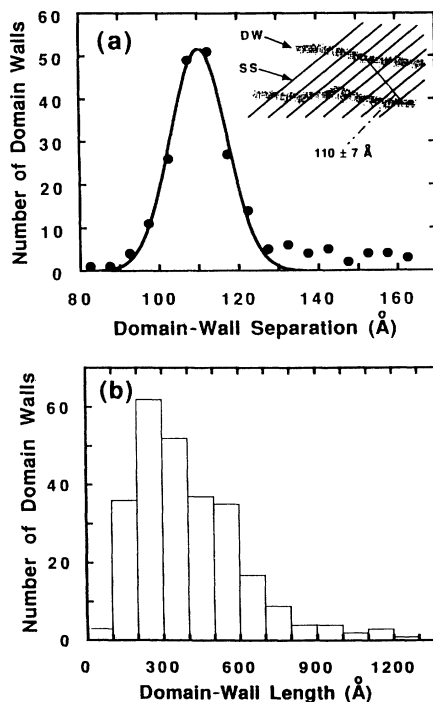 (a)
Number of Domain Walls
60
50
40
30
20
10
0
DW
SS
110 ± 7 Å
80 100 120 140 160
Domain-Wall Separation (Å)
(b)
Number of Domain Walls
60
40
20
0
0 300 600 900 1200
Domain-Wall Length (Å)